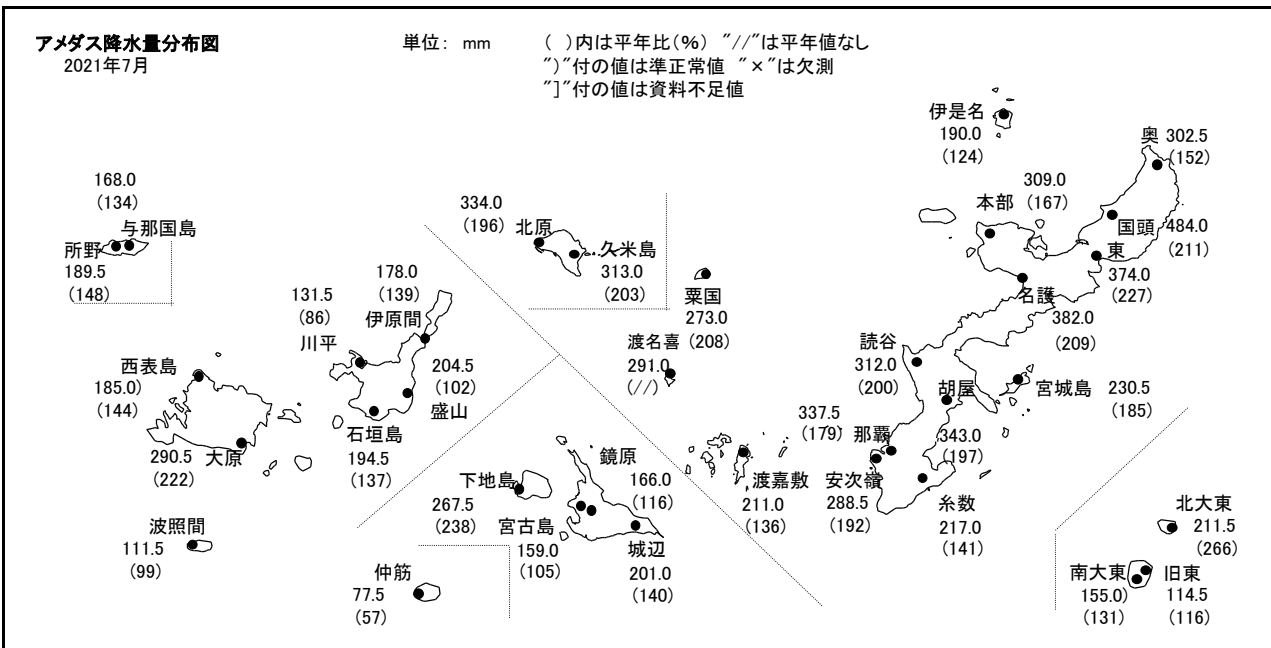 アメダス降水量分布図
2021年7月
単位: mm
( )内は平年比(%) "//"は平年値なし
")"付の値は準正常値 "×"は欠測
"]"付の値は資料不足値
168.0
(134)
与那国島
所野
189.5
(148)
178.0
(139)
131.5
(86)
伊原間
川平
204.5
(102)
盛山
石垣島
194.5
(137)
西表島
185.0)
(144)
290.5
(222)
大原
波照間
111.5
(99)
334.0
(196)
北原
久米島
313.0
(203)
粟国
273.0
(208)
渡名喜
291.0
(//)
下地島
267.5
(238)
鏡原
166.0
(116)
宮古島
159.0
(105)
城辺
201.0
(140)
仲筋
77.5
(57)
渡嘉敷
211.0
(136)
伊是名
190.0
(124)
奥 302.5
(152)
309.0
本部 (167)
国頭 484.0
(211)
東
374.0
(227)
名護
382.0
(209)
読谷
312.0
(200)
胡屋
343.0
(197)
宮城島 230.5
(185)
337.5
(179) 那覇
安次嶺
288.5
(192)
糸数
217.0
(141)
北大東
211.5
(266)
南大東
155.0)
(131)
旧東
114.5
(116)